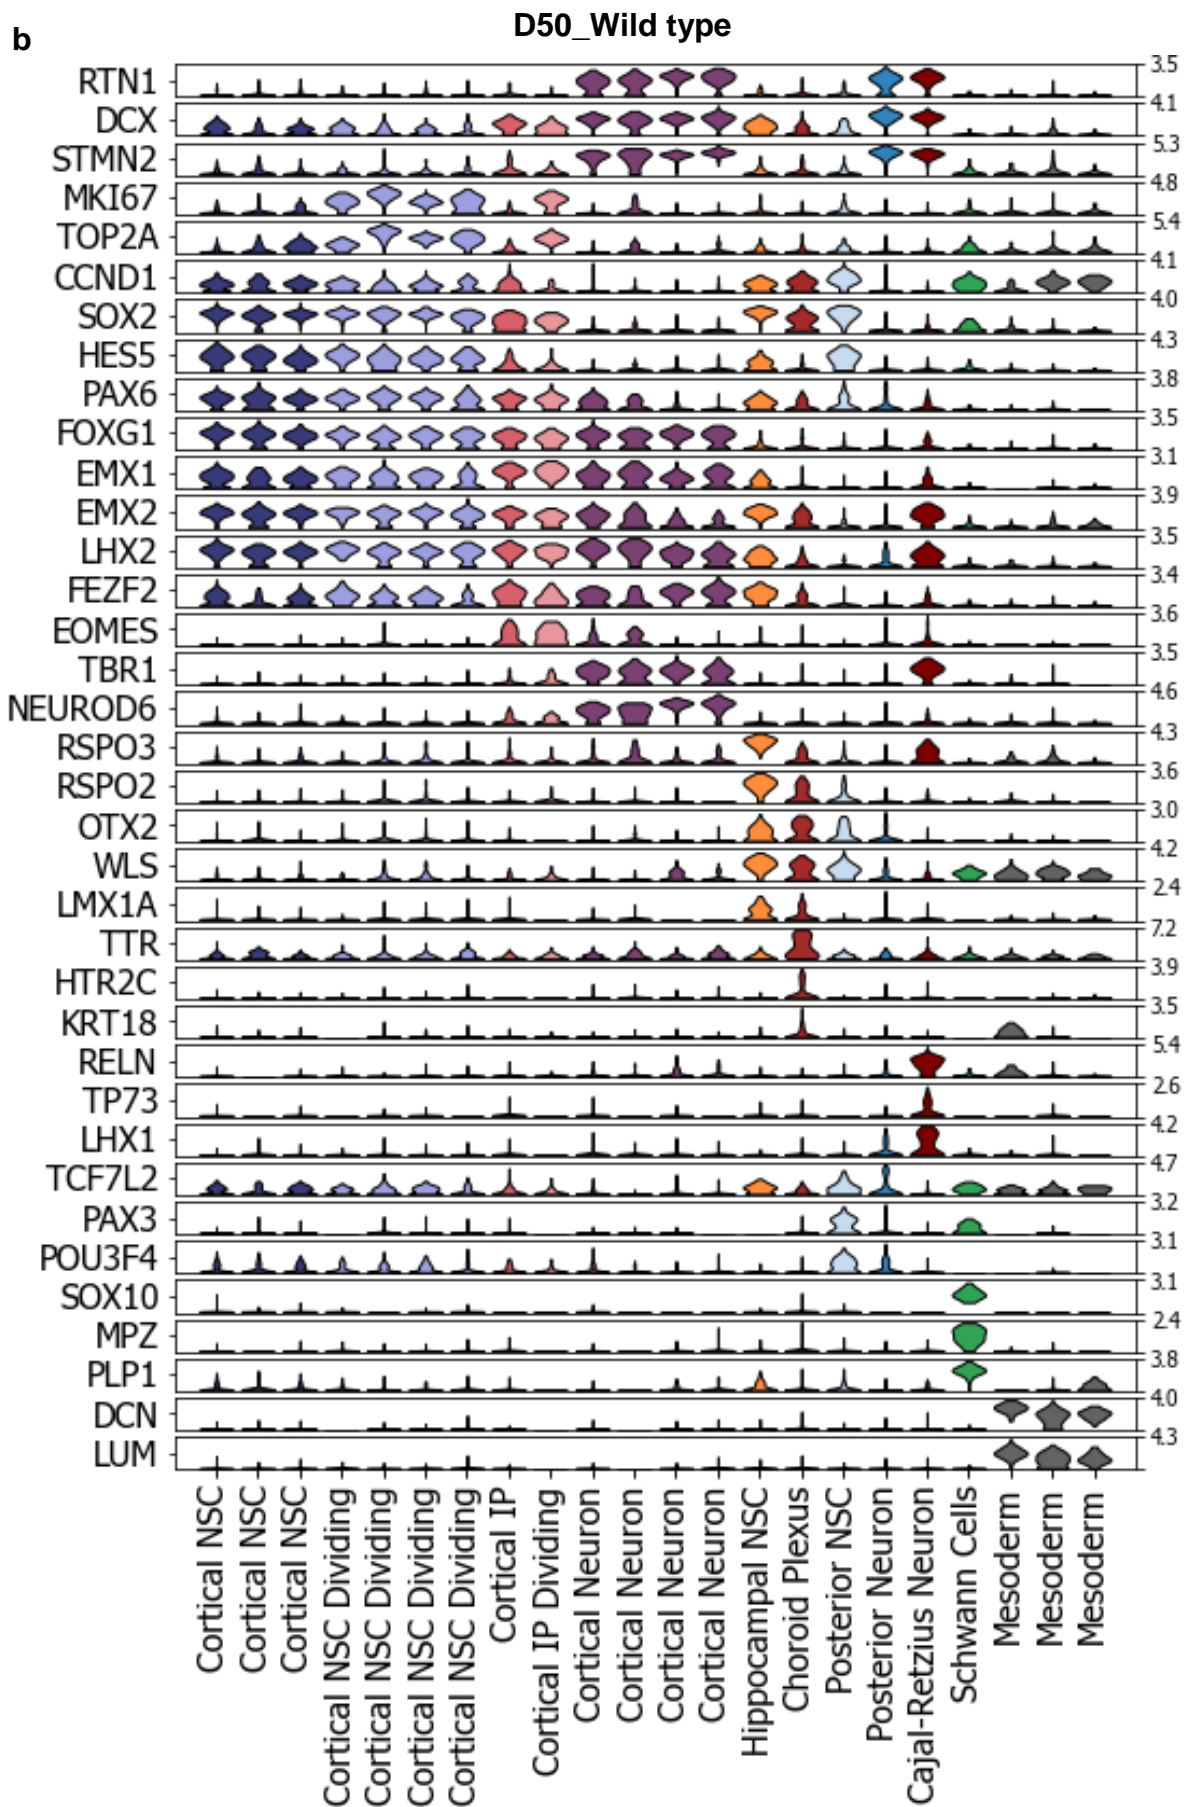 D50_Wild type
b
RTN1 3.5
DCX 4.1
STMN2 5.3
MKI67 4.8
TOP2A 5.4
CCND1 4.1
SOX2 4.0
HES5 4.3
PAX6 3.8
FOXG1 3.5
EMX1 3.1
EMX2 3.9
LHX2 3.5
FEZF2 3.4
EOMES 3.6
TBR1 3.5
NEUROD6 4.6
RSPO3 4.3
RSPO2 3.6
OTX2 3.0
WLS 4.2
LMX1A 2.4
TTR 7.2
HTR2C 3.9
KRT18 3.5
RELN 5.4
TP73 2.6
LHX1 4.2
TCF7L2 4.7
PAX3 3.2
POU3F4 3.1
SOX10 3.1
MPZ 2.4
PLP1 3.8
DCN 4.0
LUM 4.3
Cortical NSC
Cortical NSC
Cortical NSC
Cortical NSC Dividing
Cortical NSC Dividing
Cortical NSC Dividing
Cortical NSC Dividing
Cortical IP
Cortical IP Dividing
Cortical Neuron
Cortical Neuron
Cortical Neuron
Cortical Neuron
Hippocampal NSC
Choroid Plexus
Posterior NSC
Posterior Neuron
Cajal-Retzius Neuron
Schwann Cells
Mesoderm
Mesoderm
Mesoderm